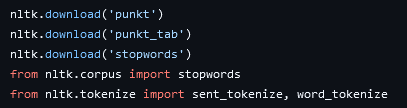 nltk.download('punkt')
nltk.download('punkt_tab')
nltk.download('stopwords')
from nltk.corpus import stopwords
from nltk.tokenize import sent_tokenize, word_tokenize